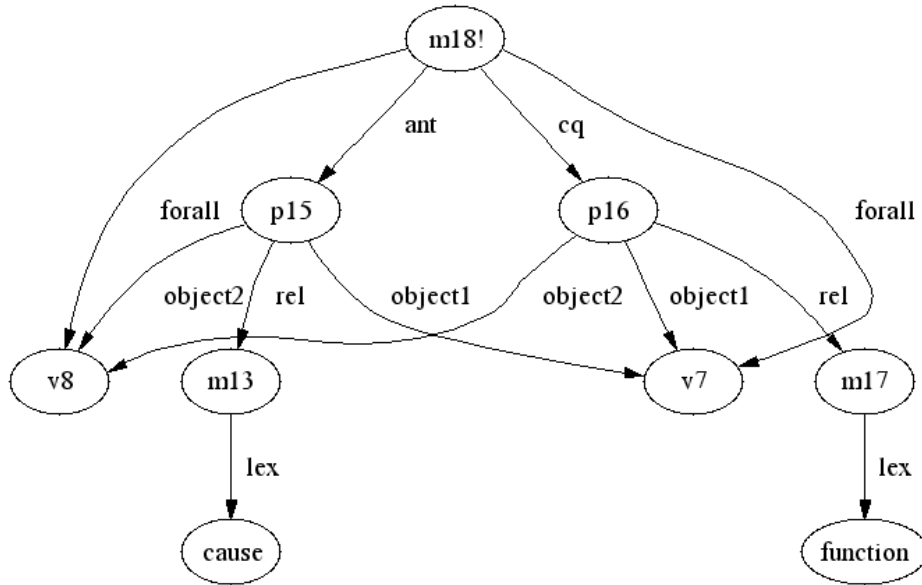 m18!
ant
cq
p15
p16
forall
forall
object2
rel
object1
object2
object1
rel
v8
m13
v7
m17
lex
lex
cause
function